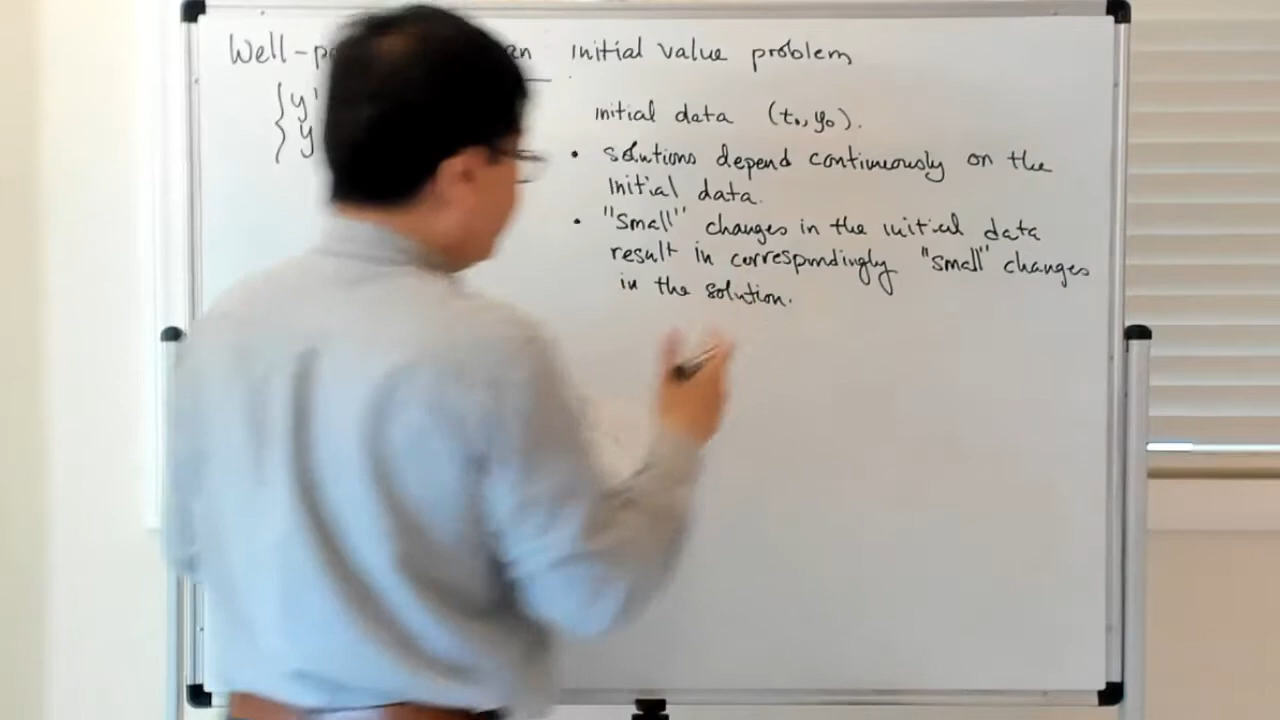 Well-p an initial value problem
{ y'
y
initial data (t₀, y₀).
• solutions depend continuously on the
initial data.
• "small" changes in the initial data
result in correspondingly "small" changes
in the solution.